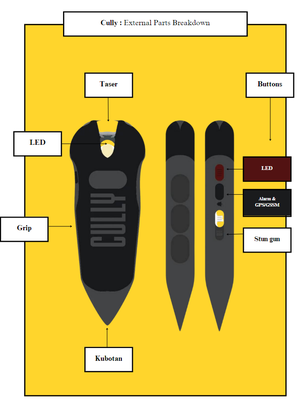 Cully : External Parts Breakdown
Taser
Buttons
LED
LED
Alarm &
GPS/GSM
Grip
Stun gun
CULLY
Kubotan